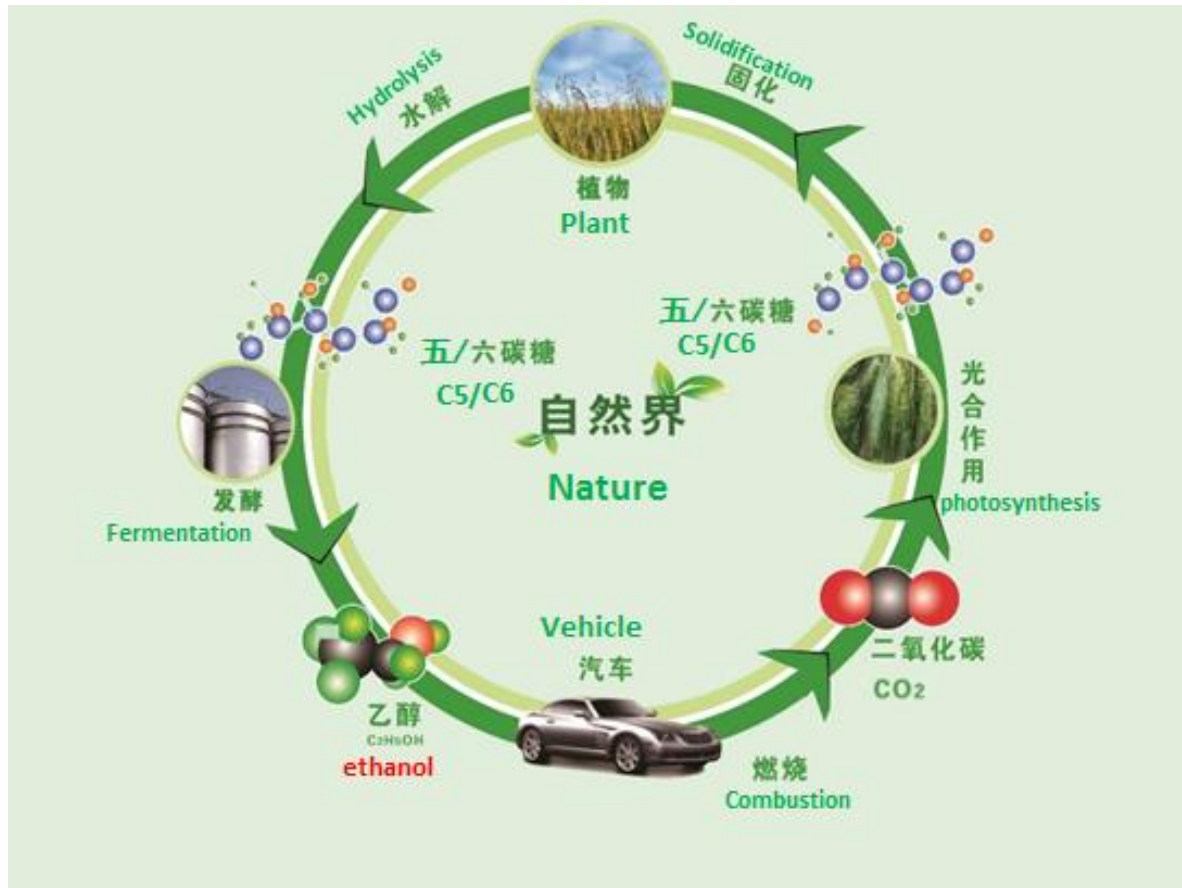 Solidification
固化
Hydrolysis
水解
植物
Plant
五/六碳糖
C5/C6
五/六碳糖
C5/C6
自然界
Nature
光合作用
photosynthesis
发酵
Fermentation
Vehicle
汽车
二氧化碳
CO2
乙醇
C2H5OH
ethanol
燃烧
Combustion